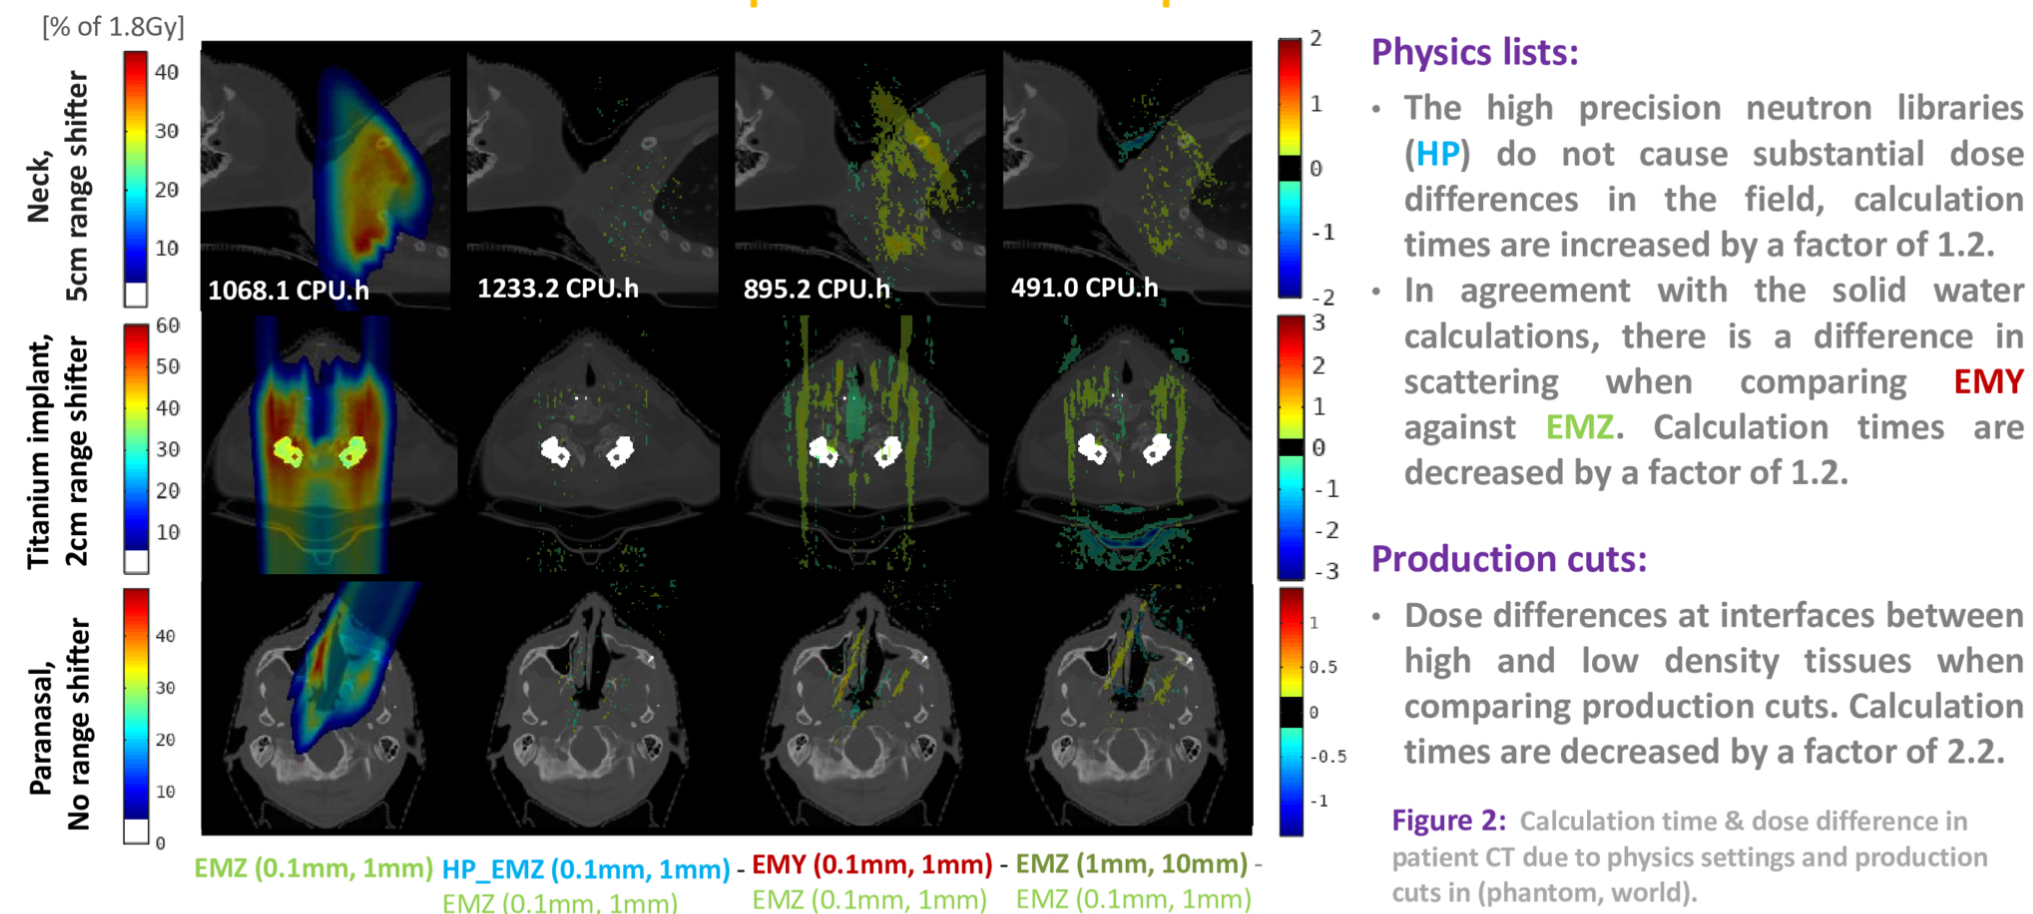 [% of 1.8Gy]
Neck,
5cm range shifter
40
30
20
10
1068.1 CPU.h
1233.2 CPU.h
895.2 CPU.h
491.0 CPU.h
2
1
0
-1
-2
Titanium implant,
2cm range shifter
60
50
40
30
20
10
3
2
1
0
-1
-2
-3
Paranasal,
No range shifter
40
30
20
10
0
1
0.5
0
-0.5
-1
EMZ (0.1mm, 1mm)
HP_EMZ (0.1mm, 1mm) -
EMZ (0.1mm, 1mm)
EMY (0.1mm, 1mm) -
EMZ (0.1mm, 1mm)
EMZ (1mm, 10mm) -
EMZ (0.1mm, 1mm)
Physics lists:
• The high precision neutron libraries
(HP) do not cause substantial dose
differences in the field, calculation
times are increased by a factor of 1.2.
• In agreement with the solid water
calculations, there is a difference in
scattering when comparing EMY
against EMZ. Calculation times are
decreased by a factor of 1.2.
Production cuts:
• Dose differences at interfaces between
high and low density tissues when
comparing production cuts. Calculation
times are decreased by a factor of 2.2.
Figure 2: Calculation time & dose difference in
patient CT due to physics settings and production
cuts in (phantom, world).